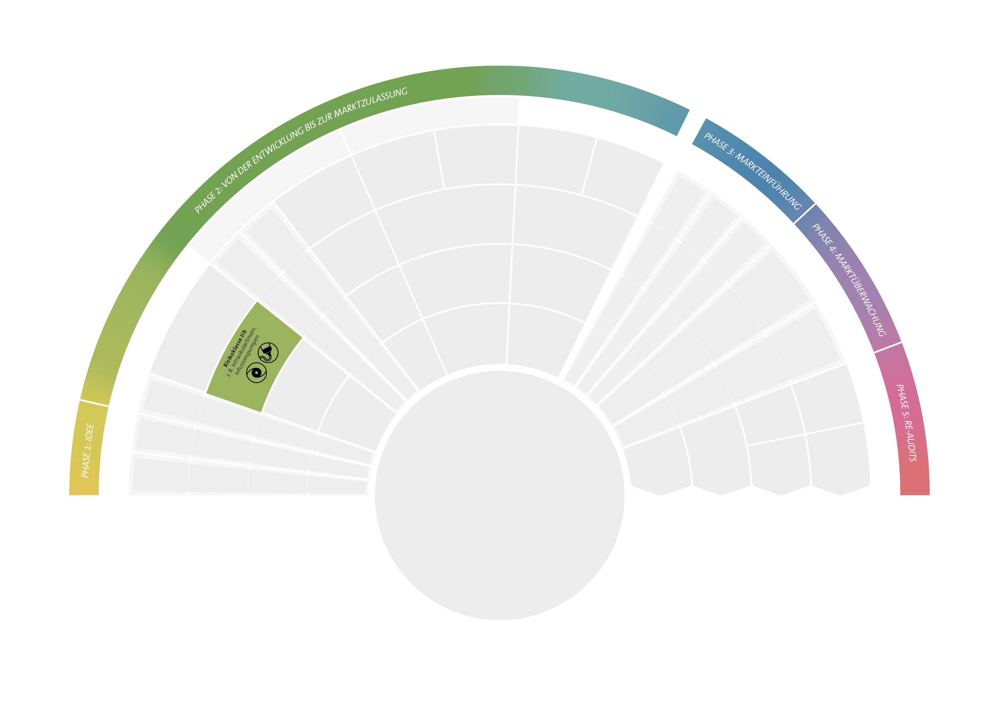 PHASE 1: IDEE
PHASE 2: VON DER ENTWICKLUNG BIS ZUR MARKTZULASSUNG
PHASE 3: MARKTEINFÜHRUNG
PHASE 4: MARKTÜBERWACHUNG
PHASE 5: RE-AUDITS
Risikoklasse IIb
z. B. Intraokularlinsen,
Infusionspumpen